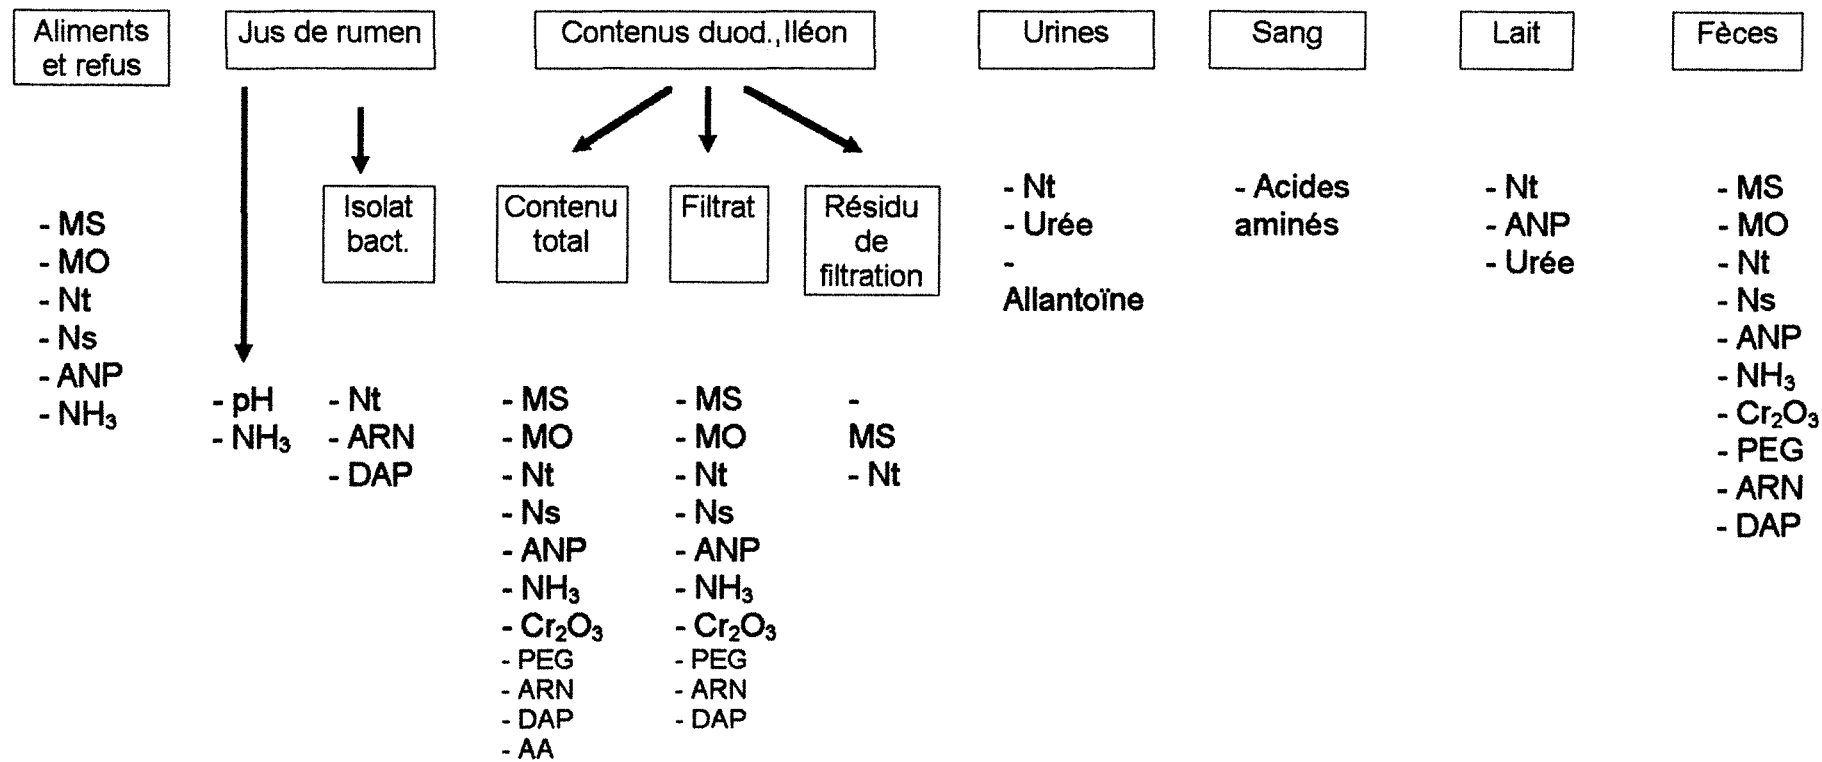 Aliments
et refus
Jus de rumen
Contenus duod.,Iléon
Urines
Sang
Lait
Fèces
Isolat
bact.
Contenu
total
Filtrat
Résidu
de
filtration
- MS
- MO
- Nt
- Ns
- ANP
- NH₃
- pH
- NH₃
- Nt
- ARN
- DAP
- MS
- MO
- Nt
- Ns
- ANP
- NH₃
- Cr₂O₃
- PEG
- ARN
- DAP
- AA
- MS
- MO
- Nt
- Ns
- ANP
- NH₃
- Cr₂O₃
- PEG
- ARN
- DAP
-
MS
- Nt
- Nt
- Urée
-
Allantoïne
- Acides
aminés
- Nt
- ANP
- Urée
- MS
- MO
- Nt
- Ns
- ANP
- NH₃
- Cr₂O₃
- PEG
- ARN
- DAP